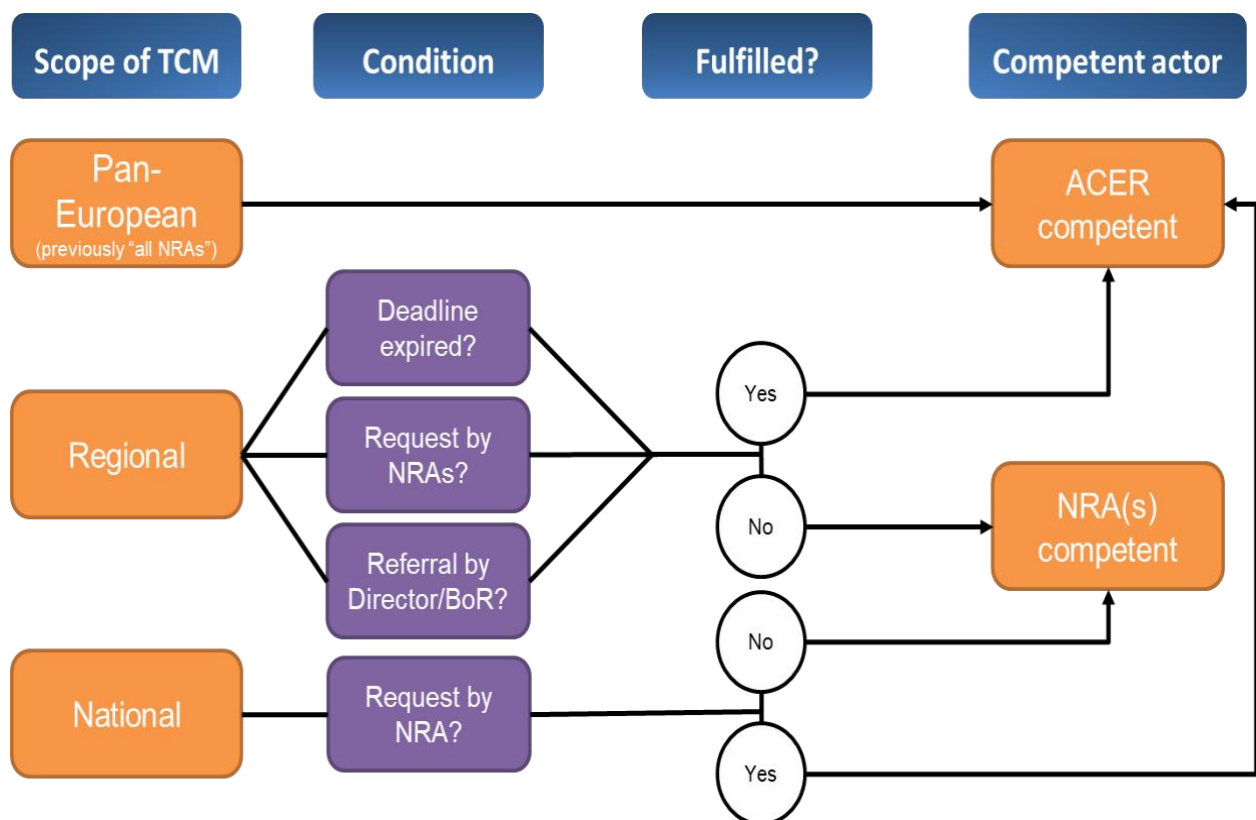 Scope of TCM
Condition
Fulfilled?
Competent actor
Pan-
European
(previously “all NRAs”)
ACER
competent
Deadline
expired?
Yes
Regional
Request by
NRAs?
No
NRA(s)
competent
Referral by
Director/BoR?
No
National
Request by
NRA?
Yes